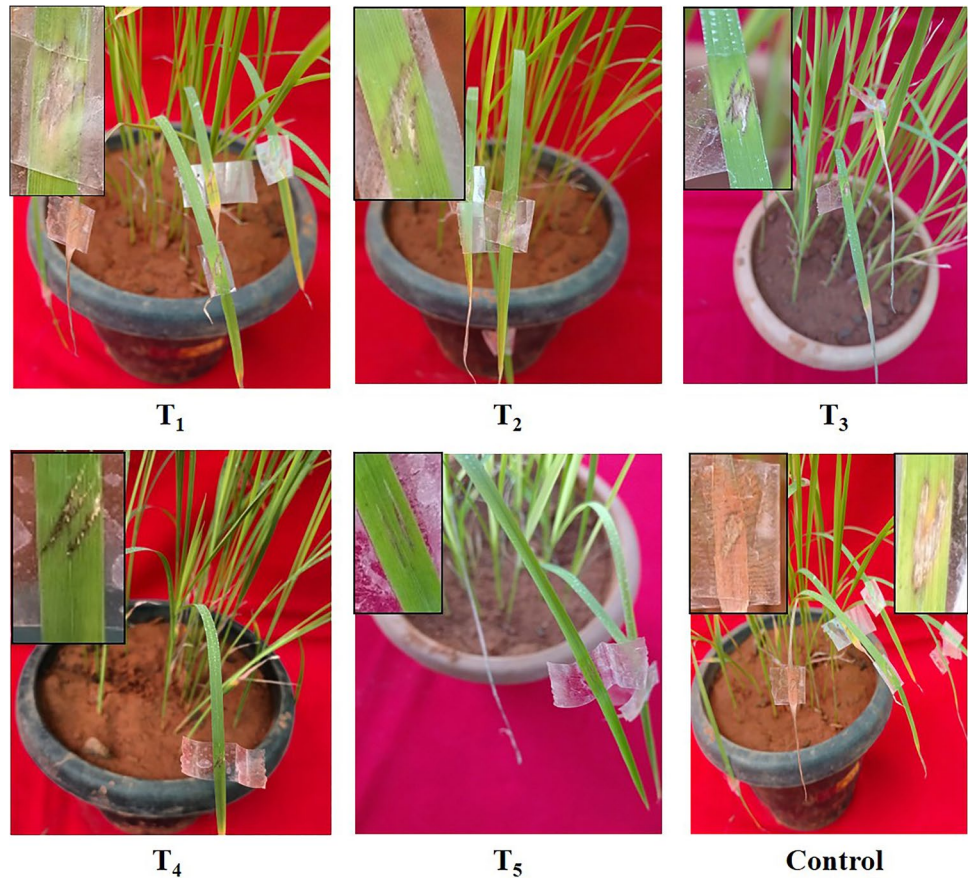 T₁
T₂
T₃
T₄
T₅
Control